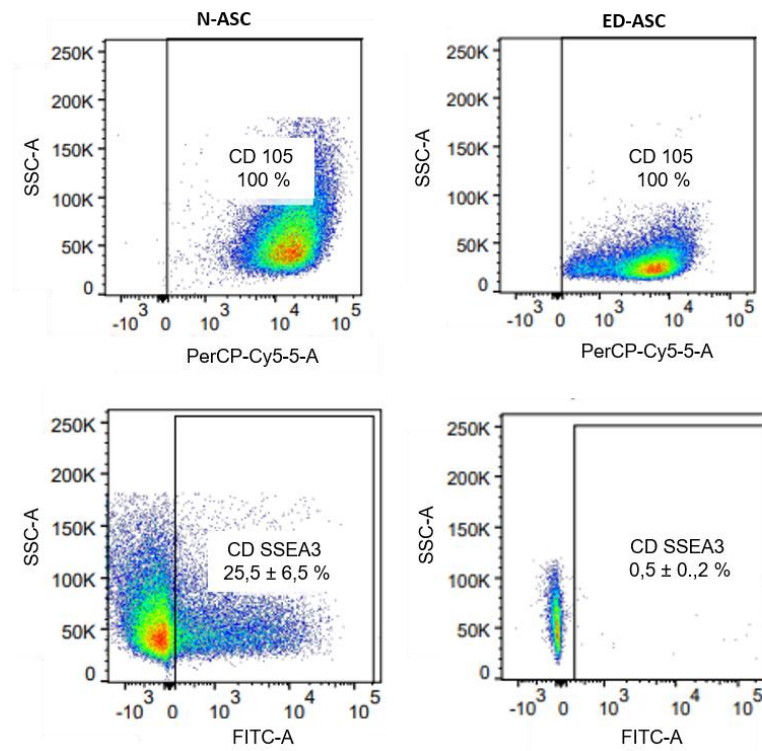 N-ASC
ED-ASC
250K
200K
150K
100K
50K
0
SSC-A
CD 105
100 %
-10³ 0 10³ 10⁴ 10⁵
PerCP-Cy5-5-A
250K
200K
150K
100K
50K
0
SSC-A
CD 105
100 %
-10³ 0 10³ 10⁴ 10⁵
PerCP-Cy5-5-A
250K
200K
150K
100K
50K
0
SSC-A
CD SSEA3
25,5 ± 6,5 %
-10³ 0 10³ 10⁴ 10⁵
FITC-A
250K
200K
150K
100K
50K
0
SSC-A
CD SSEA3
0,5 ± 0.,2 %
-10³ 0 10³ 10⁴ 10⁵
FITC-A